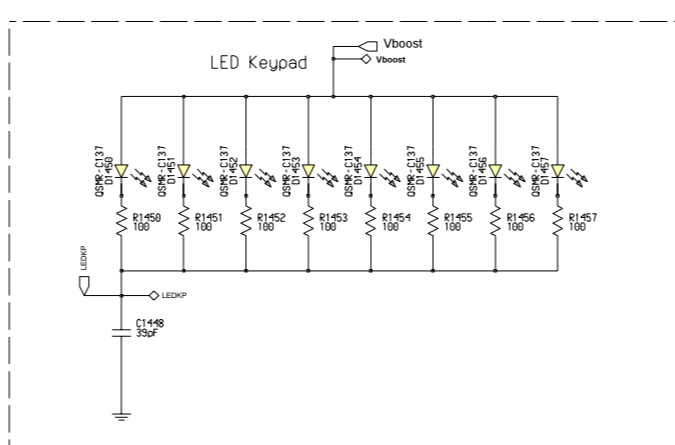 Vboost
Vboost
LED Keypad
QSMR-C137
D1450
QSMR-C137
D1451
QSMR-C137
D1452
QSMR-C137
D1453
QSMR-C137
D1454
QSMR-C137
D1455
QSMR-C137
D1456
QSMR-C137
D1457
R1450
100
R1451
100
R1452
100
R1453
100
R1454
100
R1455
100
R1456
100
R1457
100
LEDKP
LEDKP
C1448
39pF